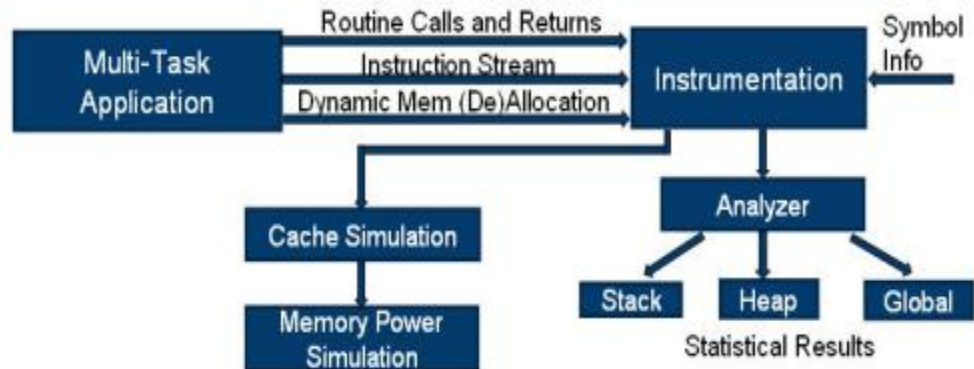 Routine Calls and Returns
Multi-Task
Application
Instruction Stream
Dynamic Mem (De)Allocation
Instrumentation
Symbol
Info
Cache Simulation
Memory Power
Simulation
Analyzer
Stack
Heap
Global
Statistical Results